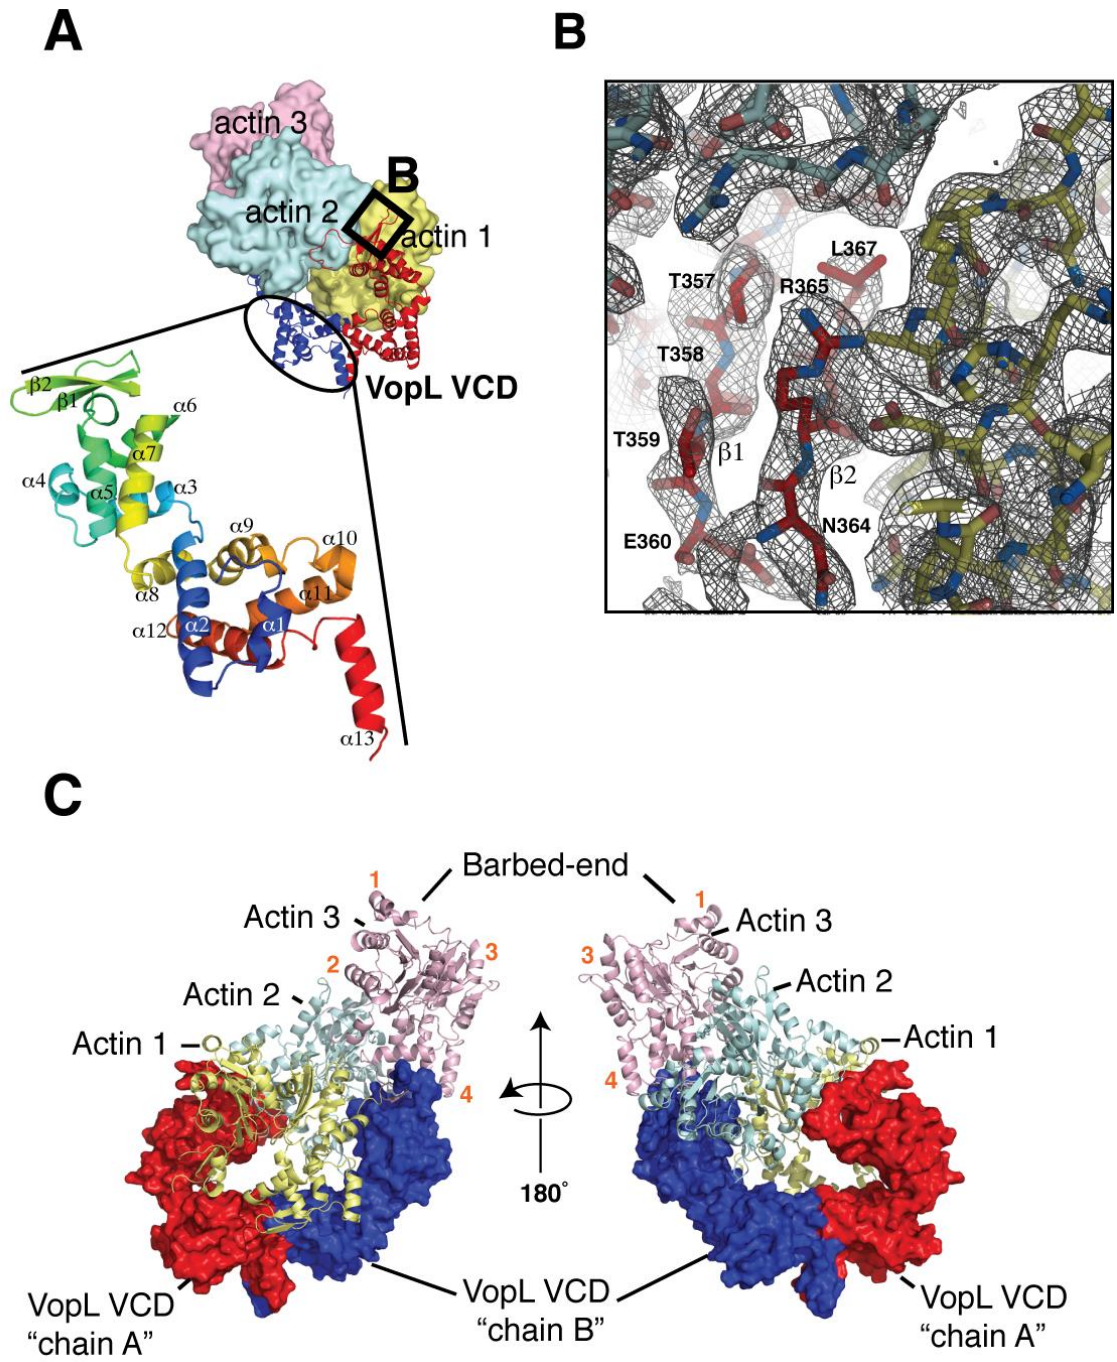 A
B
actin 3
B
actin 2
actin 1
VopL VCD
β2
β1
α6
α7
α4
α5
α3
α9
α10
α8
α11
α12
α2
α1
α13
L367
T357
R365
T358
T359
β1
β2
N364
E360
C
Barbed-end
1
1
Actin 3
Actin 3
3
3
2
Actin 2
Actin 2
Actin 1
Actin 1
4
4
180°
VopL VCD
“chain A”
VopL VCD
“chain B”
VopL VCD
“chain A”